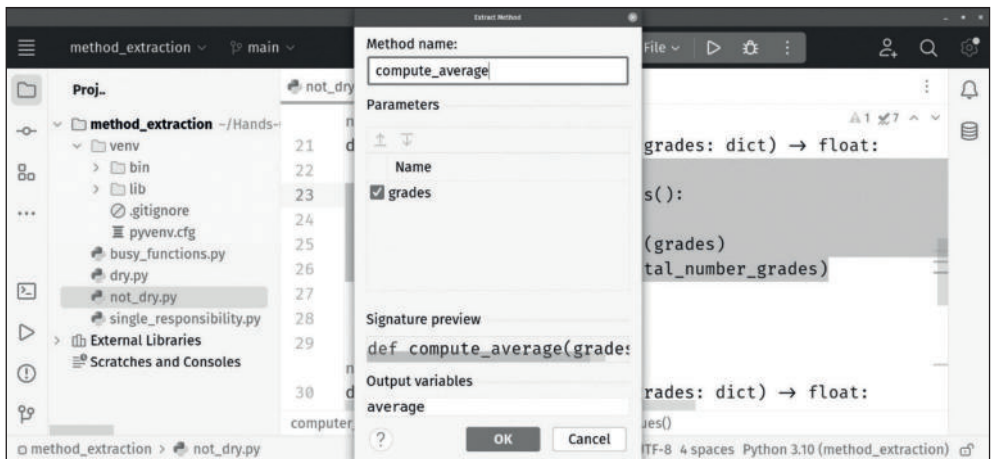 Extract Method
method_extraction
main
File
Proj..
method_extraction ~/Hands-
venv
bin
lib
.gitignore
pyvenv.cfg
busy_functions.py
dry.py
not_dry.py
single_responsibility.py
External Libraries
Scratches and Consoles
method_extraction > not_dry.py
not_dry
21 d
22
23
24
25
26
27
28
29
30 d
computer
Method name:
compute_average
Parameters
Name
grades
Signature preview
def compute_average(grades
Output variables
average
?
OK Cancel
1 7
grades: dict) → float:
s():
(grades)
tal_number_grades)
rades: dict) → float:
ues()
TF-8 4 spaces Python 3.10 (method_extraction)